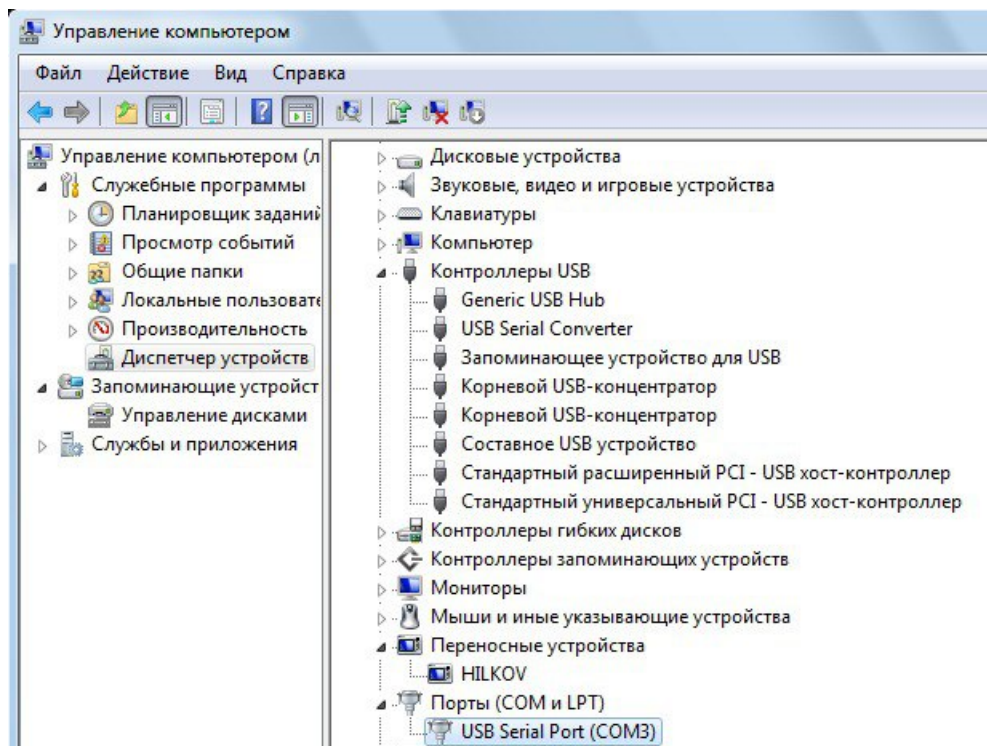 Управление компьютером
Файл Действие Вид Справка
Управление компьютером (л
Служебные программы
Планировщик заданий
Просмотр событий
Общие папки
Локальные пользовате
Производительность
Диспетчер устройств
Запоминающие устройст
Управление дисками
Службы и приложения
Дисковые устройства
Звуковые, видео и игровые устройства
Клавиатуры
Компьютер
Контроллеры USB
Generic USB Hub
USB Serial Converter
Запоминающее устройство для USB
Корневой USB-концентратор
Корневой USB-концентратор
Составное USB устройство
Стандартный расширенный PCI - USB хост-контроллер
Стандартный универсальный PCI - USB хост-контроллер
Контроллеры гибких дисков
Контроллеры запоминающих устройств
Мониторы
Мыши и иные указывающие устройства
Переносные устройства
HILKOV
Порты (COM и LPT)
USB Serial Port (COM3)